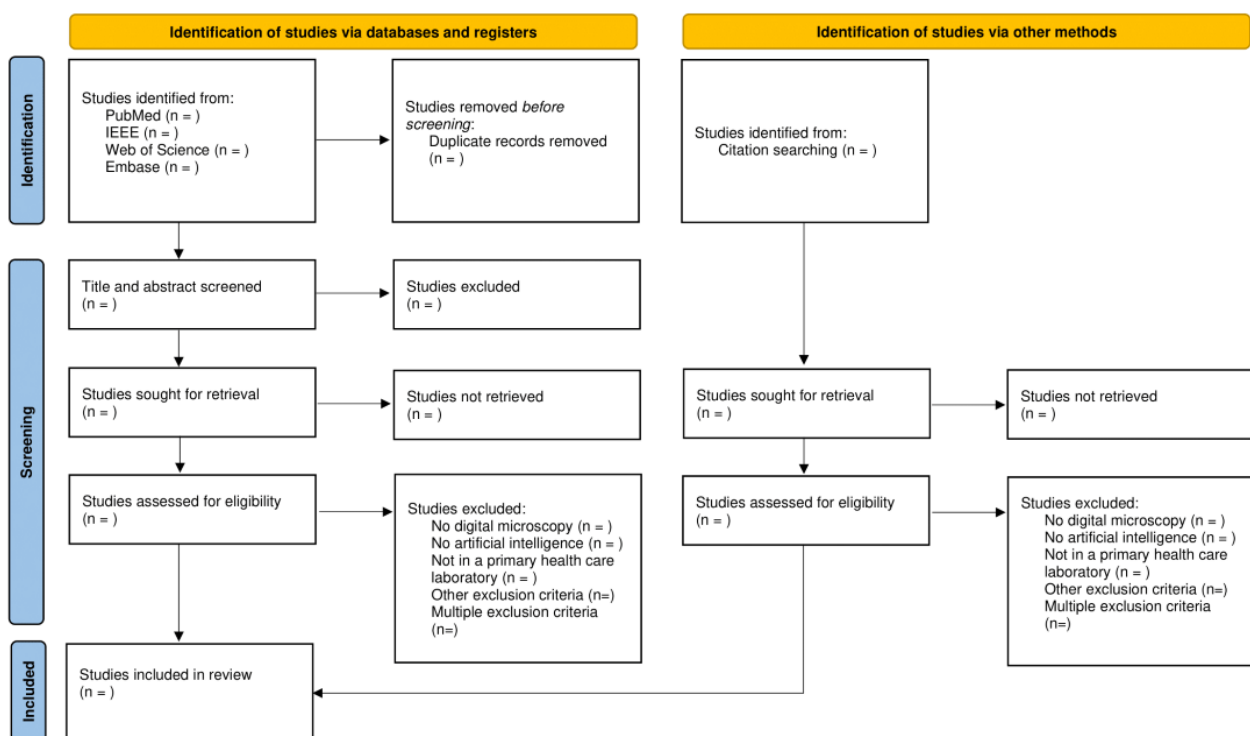 Identification of studies via databases and registers
Identification of studies via other methods
Identification
Studies identified from:
PubMed (n = )
IEEE (n = )
Web of Science (n = )
Embase (n = )
Studies removed before
screening:
Duplicate records removed
(n = )
Studies identified from:
Citation searching (n = )
Screening
Title and abstract screened
(n = )
Studies excluded
(n = )
Studies sought for retrieval
(n = )
Studies not retrieved
(n = )
Studies sought for retrieval
(n = )
Studies not retrieved
(n = )
Studies assessed for eligibility
(n = )
Studies excluded:
No digital microscopy (n = )
No artificial intelligence (n = )
Not in a primary health care
laboratory (n = )
Other exclusion criteria (n=)
Multiple exclusion criteria
(n=)
Studies assessed for eligibility
(n = )
Studies excluded:
No digital microscopy (n = )
No artificial intelligence (n = )
Not in a primary health care
laboratory (n = )
Other exclusion criteria (n=)
Multiple exclusion criteria
(n=)
Included
Studies included in review
(n = )